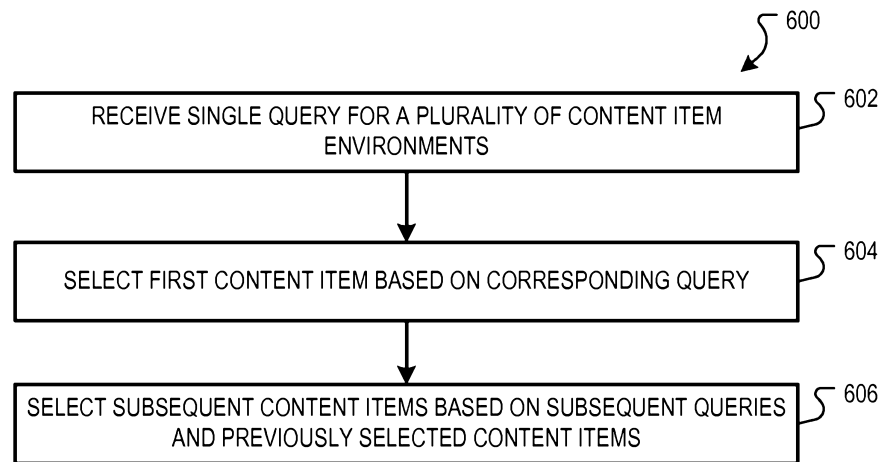 600
RECEIVE SINGLE QUERY FOR A PLURALITY OF CONTENT ITEM
ENVIRONMENTS
602
SELECT FIRST CONTENT ITEM BASED ON CORRESPONDING QUERY
604
SELECT SUBSEQUENT CONTENT ITEMS BASED ON SUBSEQUENT QUERIES
AND PREVIOUSLY SELECTED CONTENT ITEMS
606